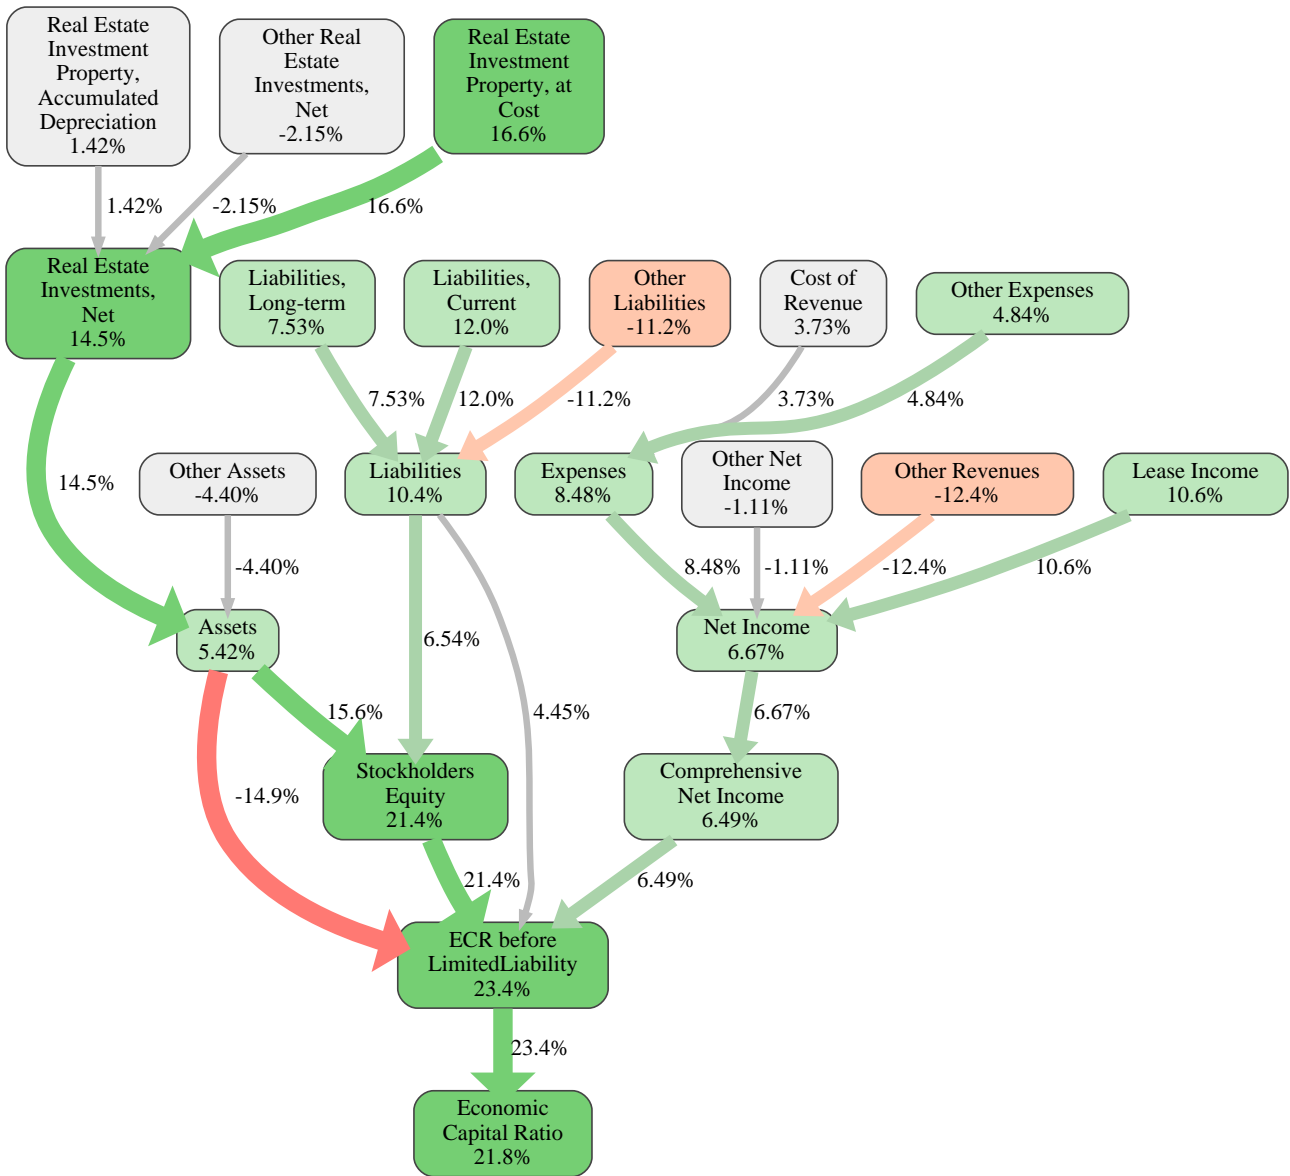 Real Estate
Investment
Property,
Accumulated
Depreciation
1.42%
Other Real
Estate
Investments,
Net
-2.15%
Real Estate
Investment
Property, at
Cost
16.6%
1.42%
-2.15%
16.6%
Real Estate
Investments,
Net
14.5%
Liabilities,
Long-term
7.53%
Liabilities,
Current
12.0%
Other
Liabilities
-11.2%
Cost of
Revenue
3.73%
Other Expenses
4.84%
7.53%
12.0%
-11.2%
3.73%
4.84%
14.5%
Other Assets
-4.40%
Liabilities
10.4%
Expenses
8.48%
Other Net
Income
-1.11%
Other Revenues
-12.4%
Lease Income
10.6%
-4.40%
8.48%
-1.11%
-12.4%
10.6%
Assets
5.42%
6.54%
Net Income
6.67%
15.6%
4.45%
6.67%
-14.9%
Stockholders
Equity
21.4%
Comprehensive
Net Income
6.49%
21.4%
6.49%
ECR before
LimitedLiability
23.4%
23.4%
Economic
Capital Ratio
21.8%